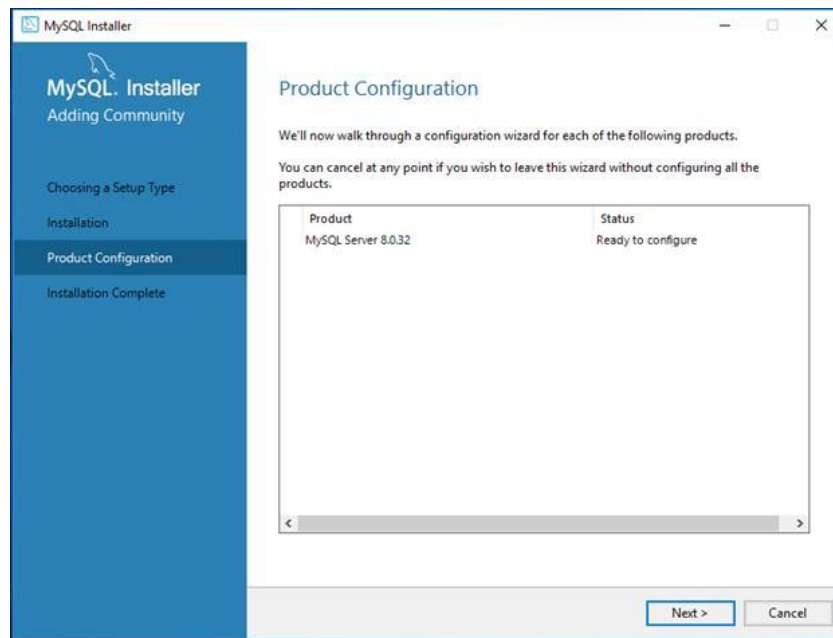 MySQL Installer
MySQL. Installer
Adding Community
Choosing a Setup Type
Installation
Product Configuration
Installation Complete
Product Configuration
We'll now walk through a configuration wizard for each of the following products.
You can cancel at any point if you wish to leave this wizard without configuring all the
products.
Product Status
MySQL Server 8.0.32 Ready to configure
Next > Cancel